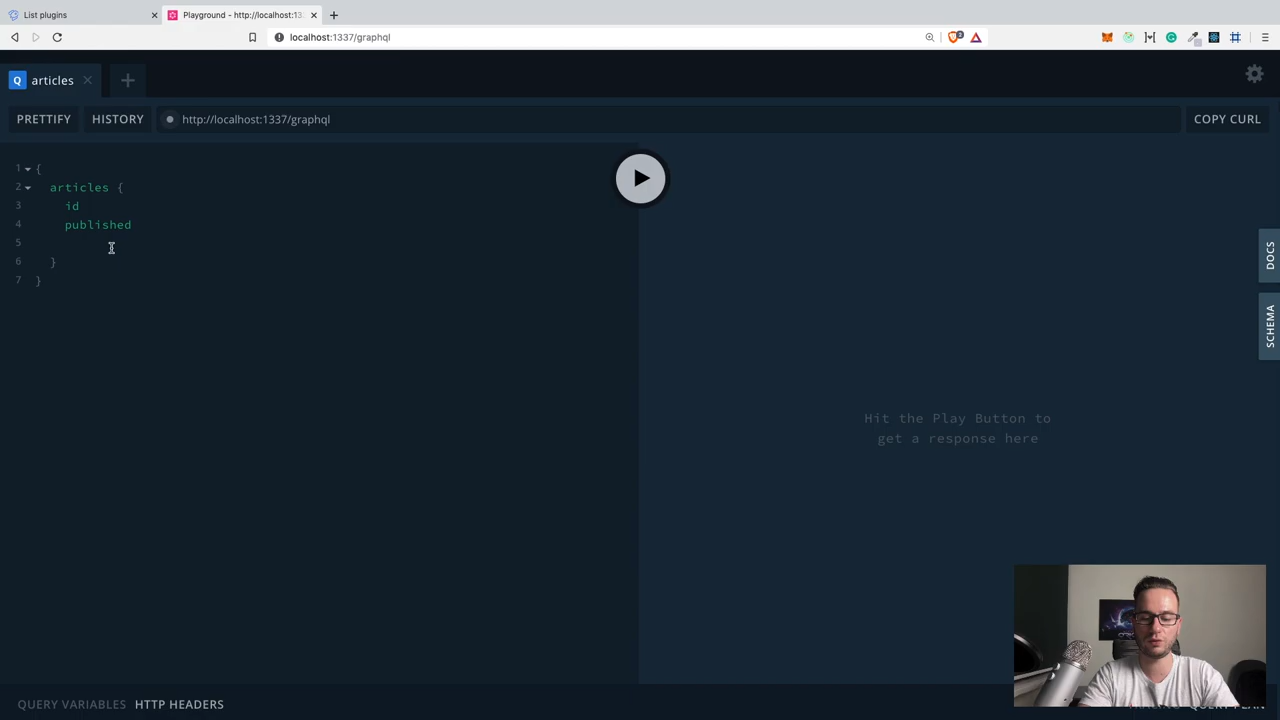 List plugins
Playground - http://localhost:13
localhost:1337/graphql
Q articles
PRETTIFY
HISTORY
http://localhost:1337/graphql
COPY CURL
1 {
2 articles {
3 id
4 published
5
6 }
7 }
DOCS
SCHEMA
Hit the Play Button to
get a response here
QUERY VARIABLES
HTTP HEADERS